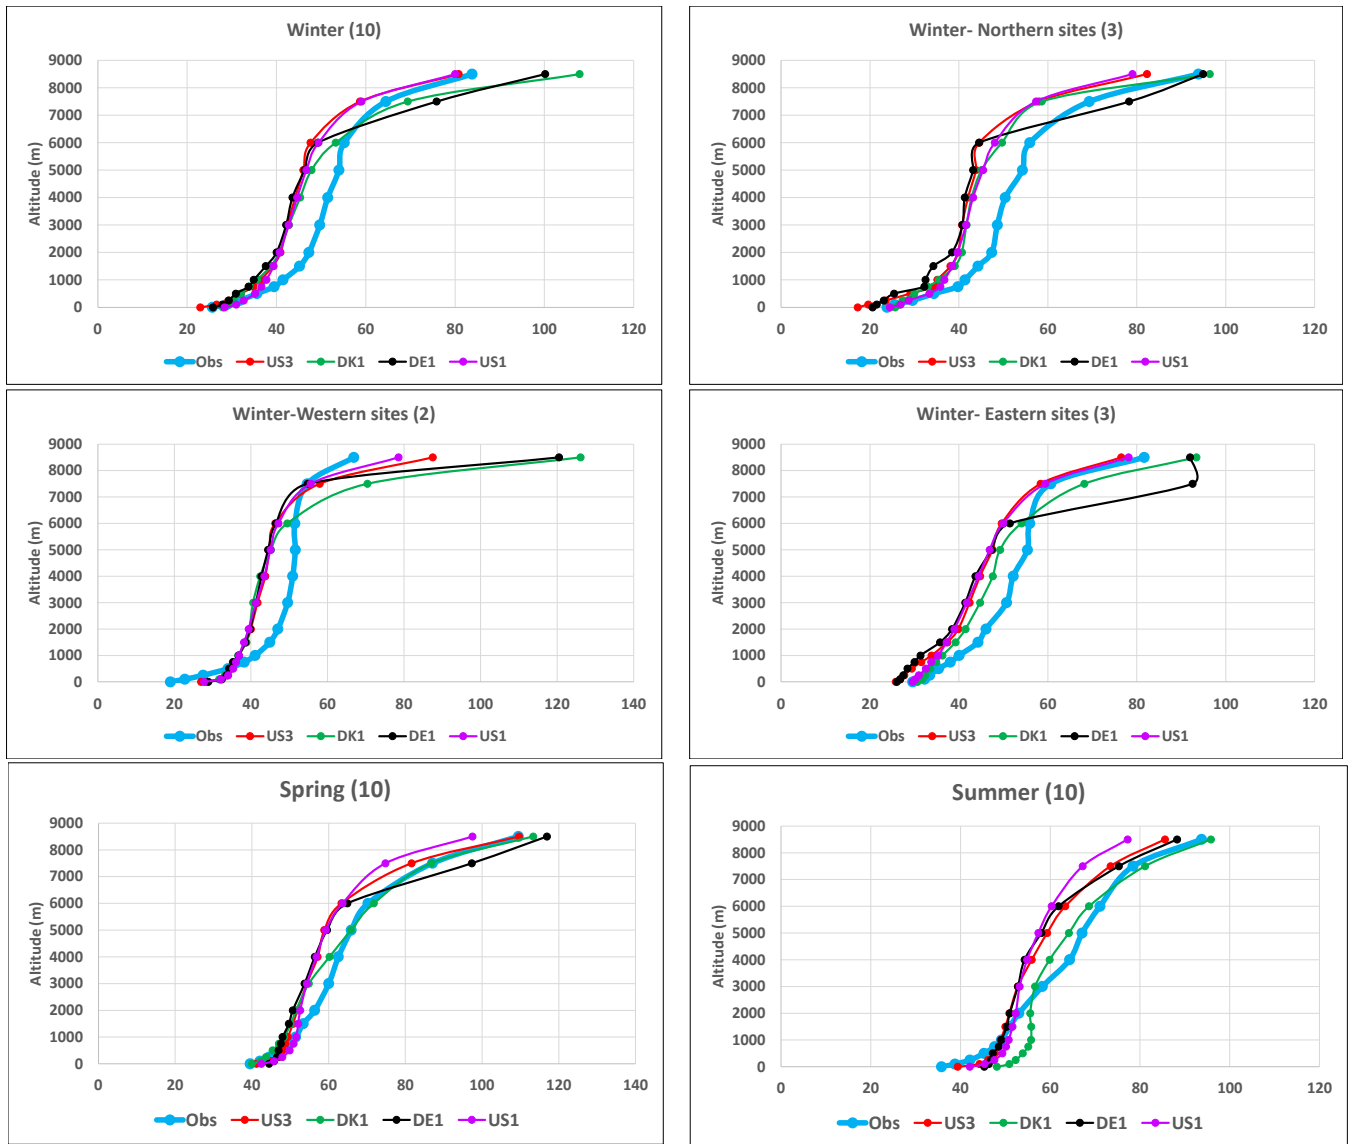 Winter (10)
9000
8000
7000
6000
5000
4000
3000
2000
1000
0
Altitude (m)
0 20 40 60 80 100 120
Obs US3 DK1 DE1 US1
Winter- Northern sites (3)
9000
8000
7000
6000
5000
4000
3000
2000
1000
0
Altitude (m)
0 20 40 60 80 100 120
Obs US3 DK1 DE1 US1
Winter-Western sites (2)
9000
8000
7000
6000
5000
4000
3000
2000
1000
0
Altitude (m)
0 20 40 60 80 100 120 140
Obs US3 DK1 DE1 US1
Winter- Eastern sites (3)
9000
8000
7000
6000
5000
4000
3000
2000
1000
0
Altitude (m)
0 20 40 60 80 100 120
Obs US3 DK1 DE1 US1
Spring (10)
9000
8000
7000
6000
5000
4000
3000
2000
1000
0
Altitude (m)
0 20 40 60 80 100 120 140
Obs US3 DK1 DE1 US1
Summer (10)
9000
8000
7000
6000
5000
4000
3000
2000
1000
0
Altitude (m)
0 20 40 60 80 100 120
Obs US3 DK1 DE1 US1